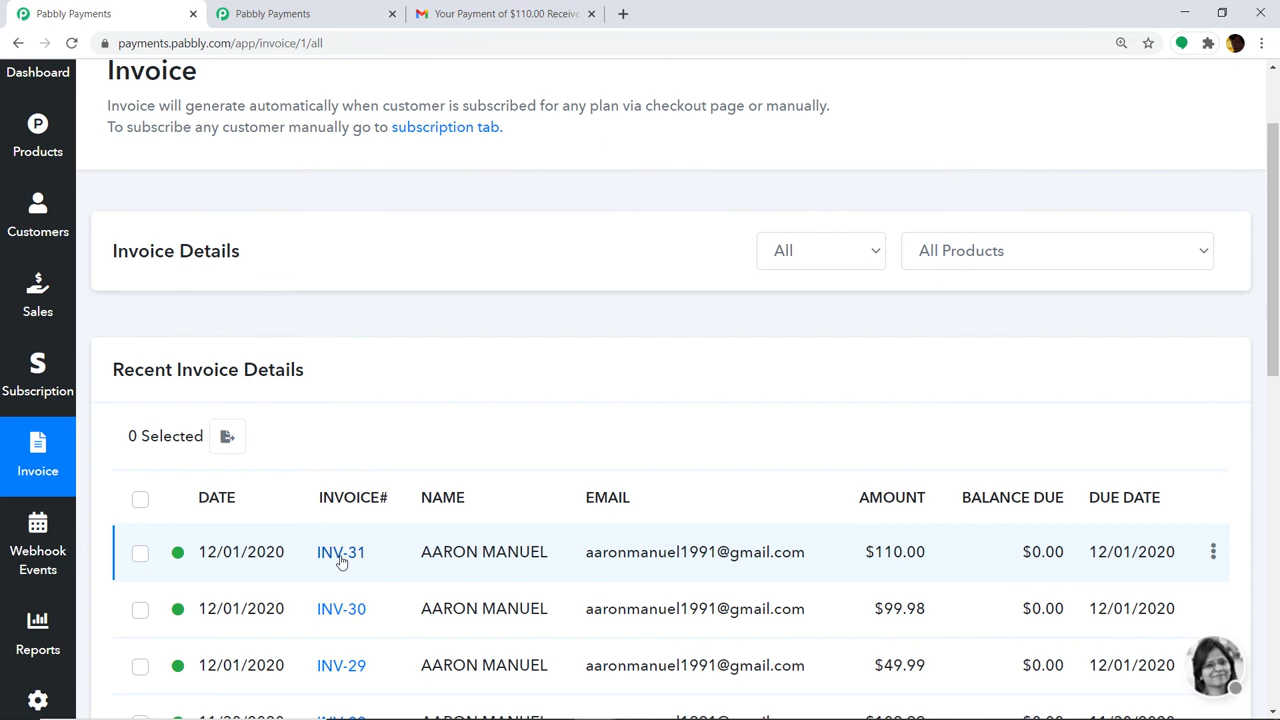 Pabbly Payments
Pabbly Payments
Your Payment of $110.00 Receive
payments.pabbly.com/app/invoice/1/all
Dashboard
Products
Customers
Sales
Subscription
Invoice
Webhook
Events
Reports
Invoice
Invoice will generate automatically when customer is subscribed for any plan via checkout page or manually.
To subscribe any customer manually go to subscription tab.
Invoice Details
All
All Products
Recent Invoice Details
0 Selected
DATE INVOICE# NAME EMAIL AMOUNT BALANCE DUE DUE DATE
12/01/2020 INV-31 AARON MANUEL aaronmanuel1991@gmail.com $110.00 $0.00 12/01/2020
12/01/2020 INV-30 AARON MANUEL aaronmanuel1991@gmail.com $99.98 $0.00 12/01/2020
12/01/2020 INV-29 AARON MANUEL aaronmanuel1991@gmail.com $49.99 $0.00 12/01/2020